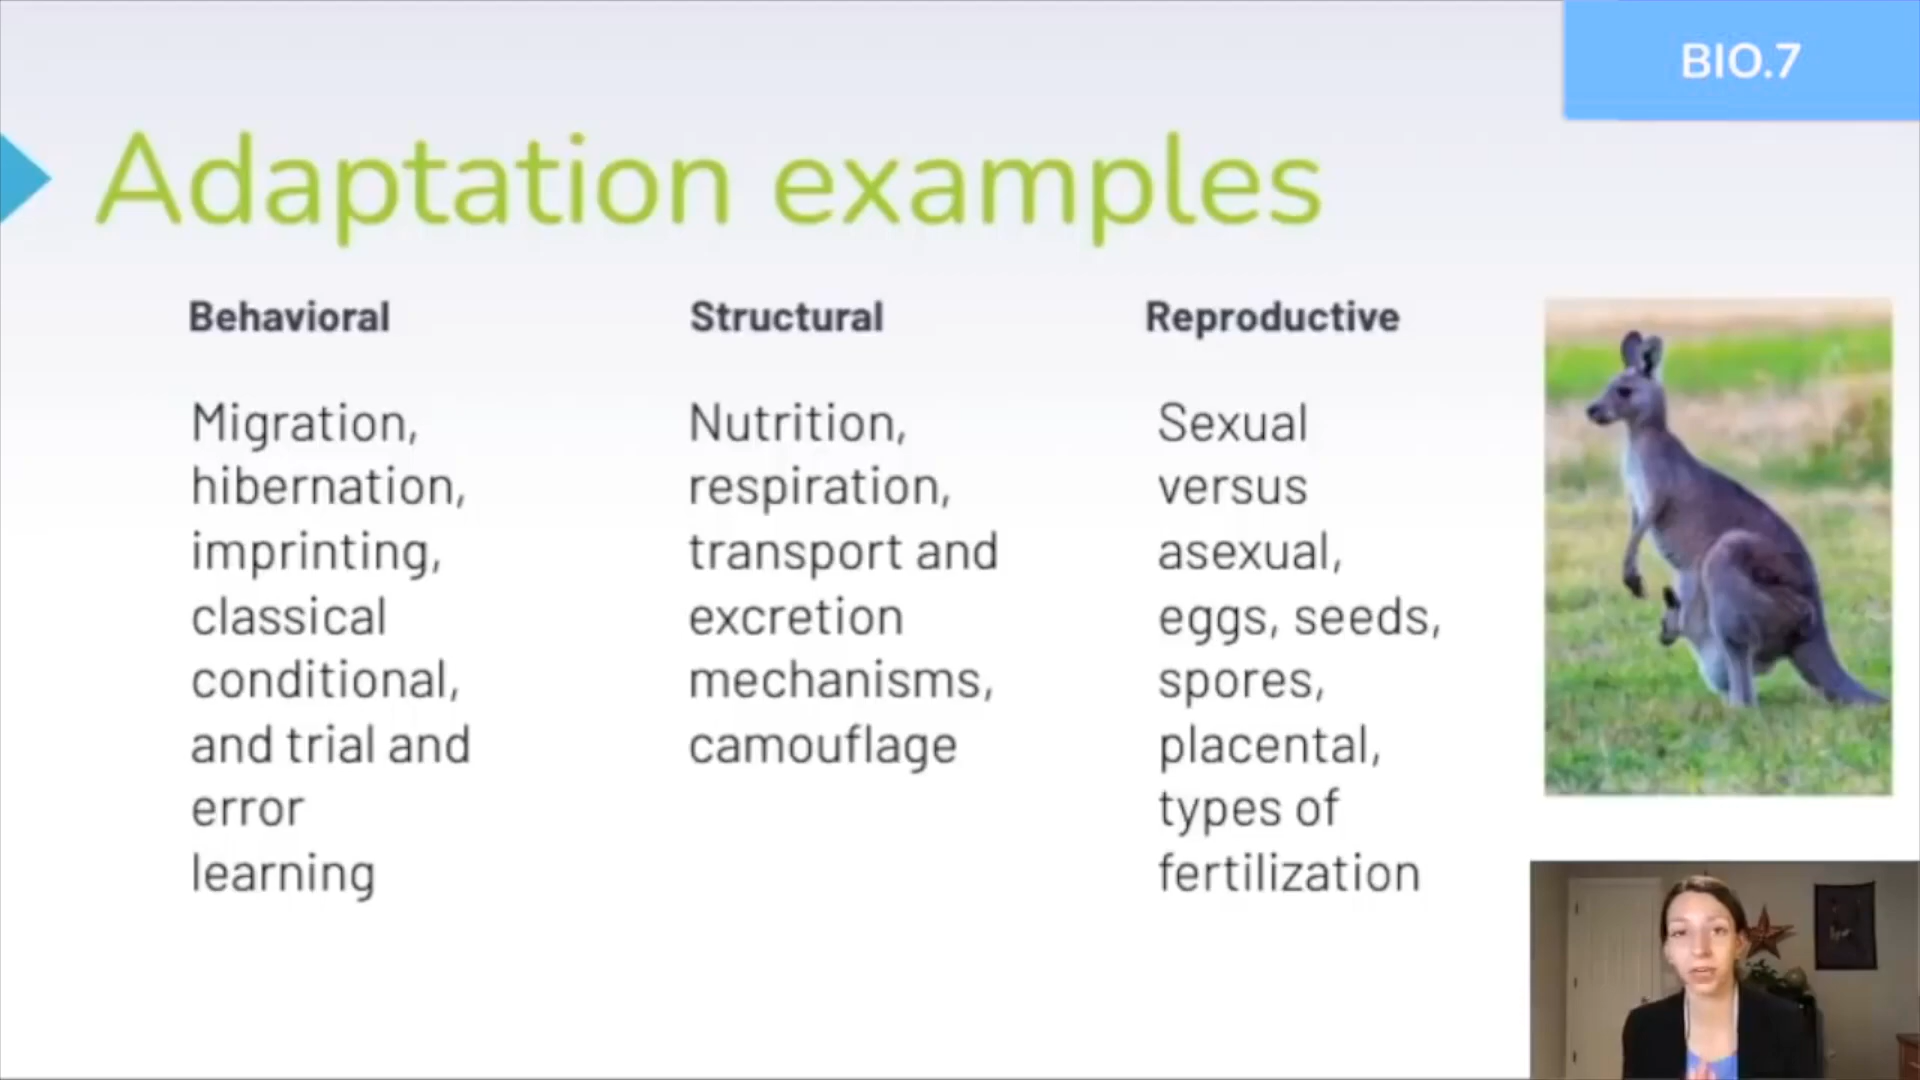 BIO.7
Adaptation examples
Behavioral
Migration,
hibernation,
imprinting,
classical
conditional,
and trial and
error
learning
Structural
Nutrition,
respiration,
transport and
excretion
mechanisms,
camouflage
Reproductive
Sexual
versus
asexual,
eggs, seeds,
spores,
placental,
types of
fertilization